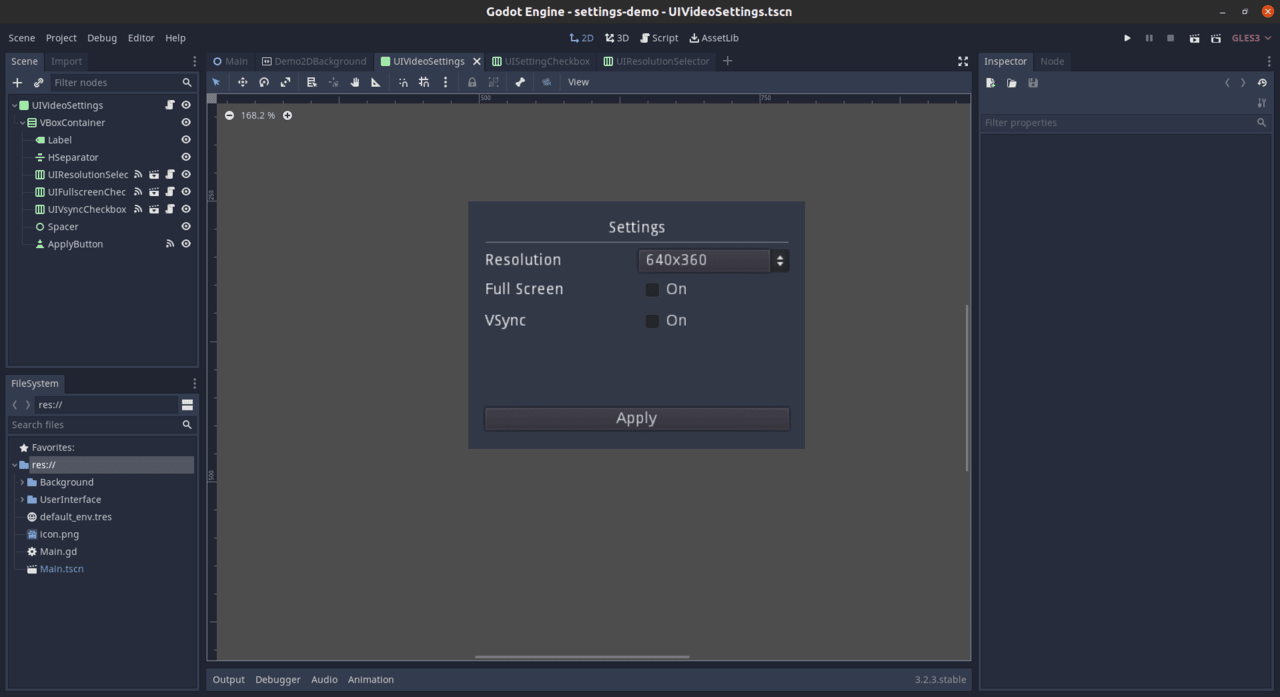 Godot Engine - settings-demo - UIVideoSettings.tscn
Scene Project Debug Editor Help
2D 3D Script AssetLib
GLES3
Scene Import
Main Demo2DBackground UIVideoSettings UISettingCheckbox UIResolutionSelector
Inspector Node
Filter nodes
View
UIVideoSettings
VBoxContainer
Label
HSeparator
UIResolutionSelec
UIFullscreenChec
UIVsyncCheckbox
Spacer
ApplyButton
500
750
168.2 %
250
500
Filter properties
Settings
Resolution 640x360
Full Screen On
VSync On
Apply
FileSystem
res://
Search files
Favorites:
res://
Background
UserInterface
default_env.tres
icon.png
Main.gd
Main.tscn
Output Debugger Audio Animation
3.2.3.stable